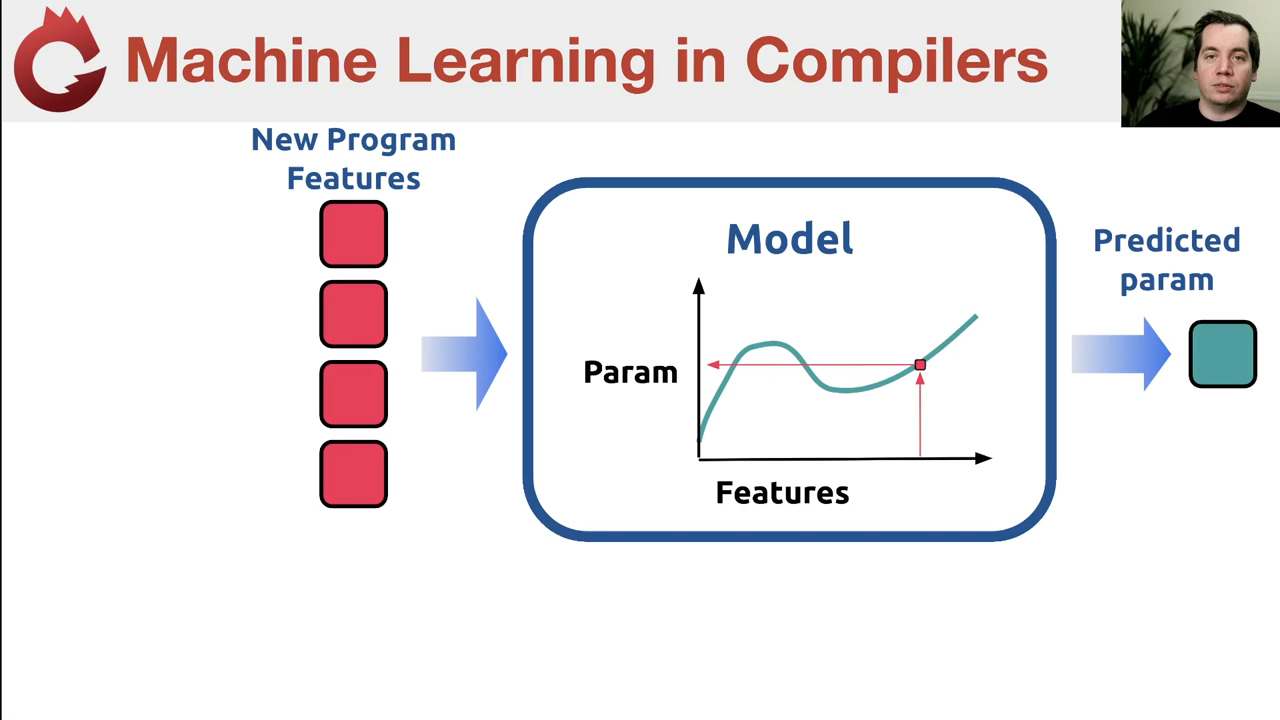 Machine Learning in Compilers
New Program
Features
Model
Param
Features
Predicted
param